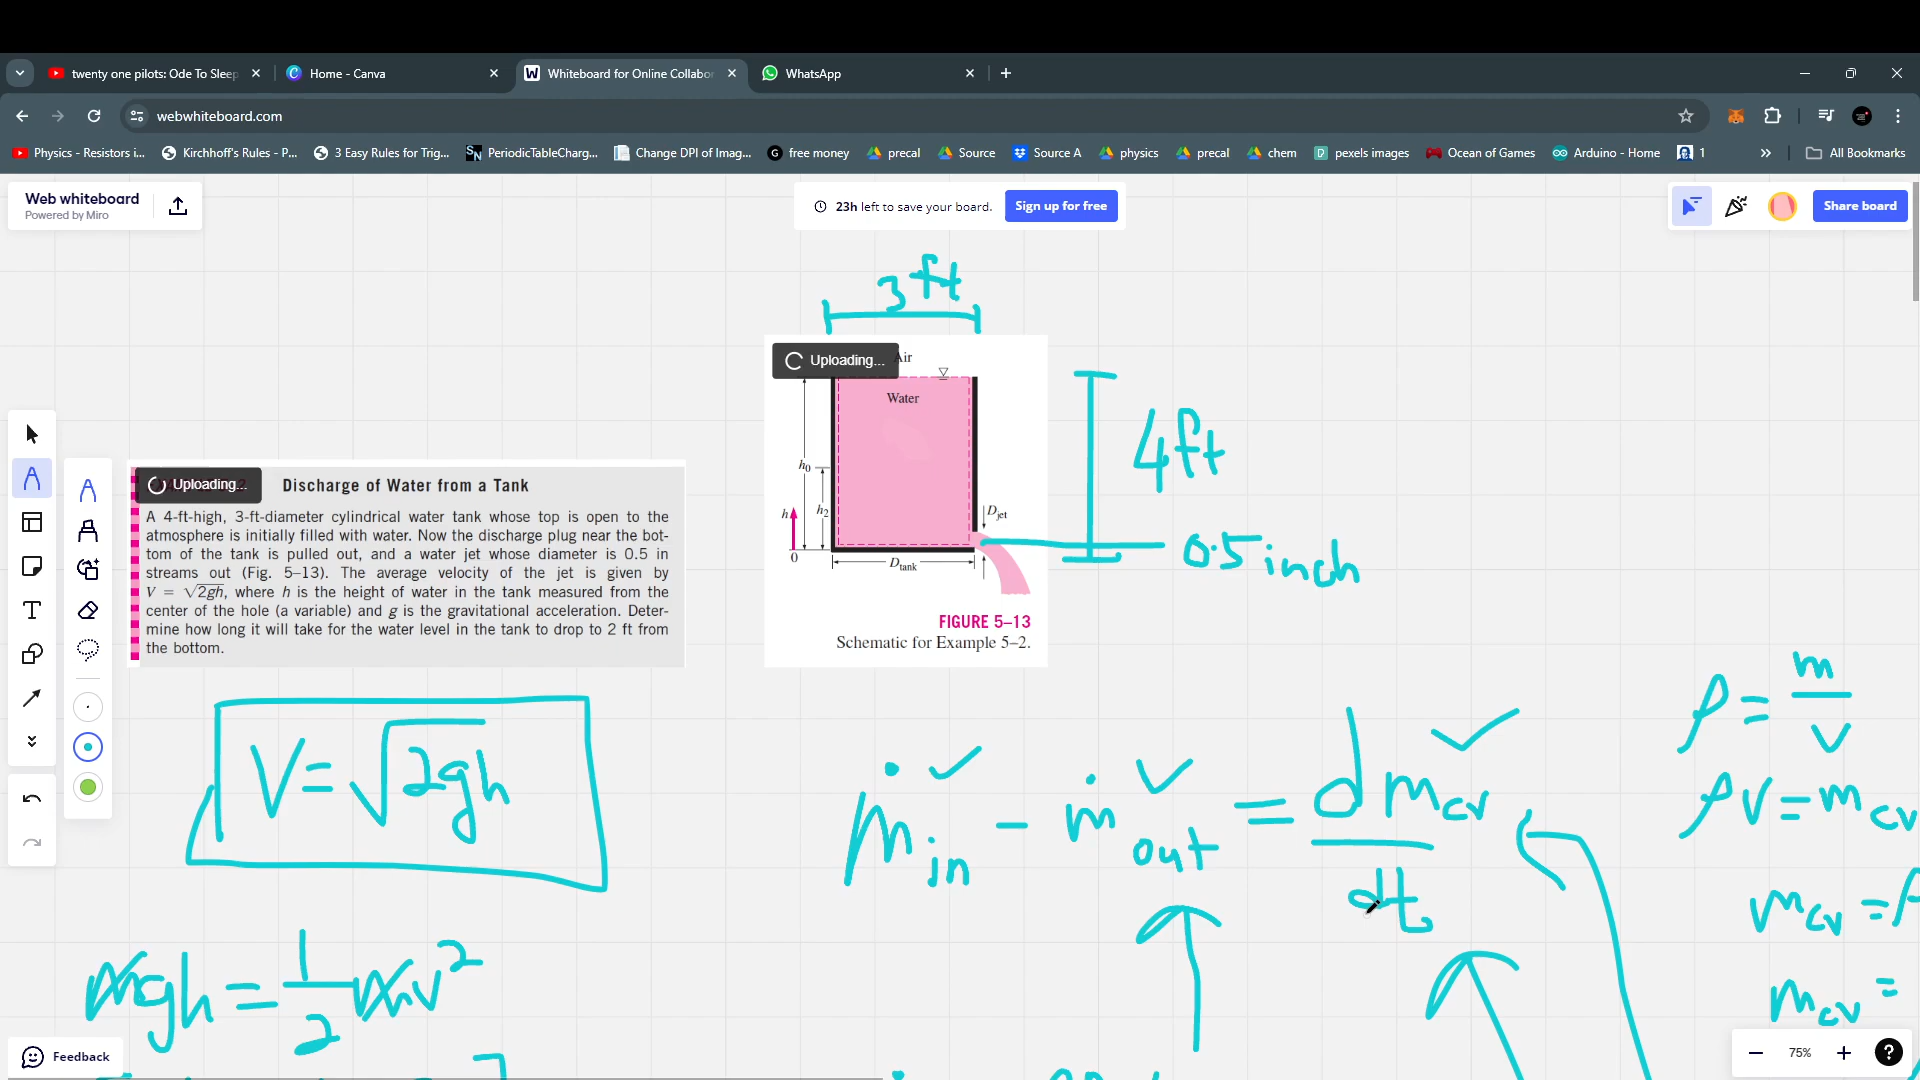 twenty one pilots: Ode To Sleep
Home - Canva
Whiteboard for Online Collabor
WhatsApp
webwhiteboard.com
Physics - Resistors i...
Kirchhoff's Rules - P...
3 Easy Rules for Trig...
PeriodicTableCharg...
Change DPI of Imag...
free money
precal
Source
Source A
physics
precal
chem
pexels images
Ocean of Games
Arduino - Home
1
All Bookmarks
Web whiteboard
Powered by Miro
23h left to save your board.
Sign up for free
Share board
3 ft
Uploading...
Air
Water
h0
h2
h
0
Djet
Dtank
4ft
0.5 inch
FIGURE 5–13
Schematic for Example 5–2.
Uploading...
Discharge of Water from a Tank
A 4-ft-high, 3-ft-diameter cylindrical water tank whose top is open to the
atmosphere is initially filled with water. Now the discharge plug near the bot-
tom of the tank is pulled out, and a water jet whose diameter is 0.5 in
streams out (Fig. 5–13). The average velocity of the jet is given by
V = √2gh, where h is the height of water in the tank measured from the
center of the hole (a variable) and g is the gravitational acceleration. Deter-
mine how long it will take for the water level in the tank to drop to 2 ft from
the bottom.
V = √2gh
ṁin - ṁout = dmcv/dt
ρ = m/v
ρV = mcv
mcv =
mcv =
mgh = 1/2 mv²
Feedback
75%